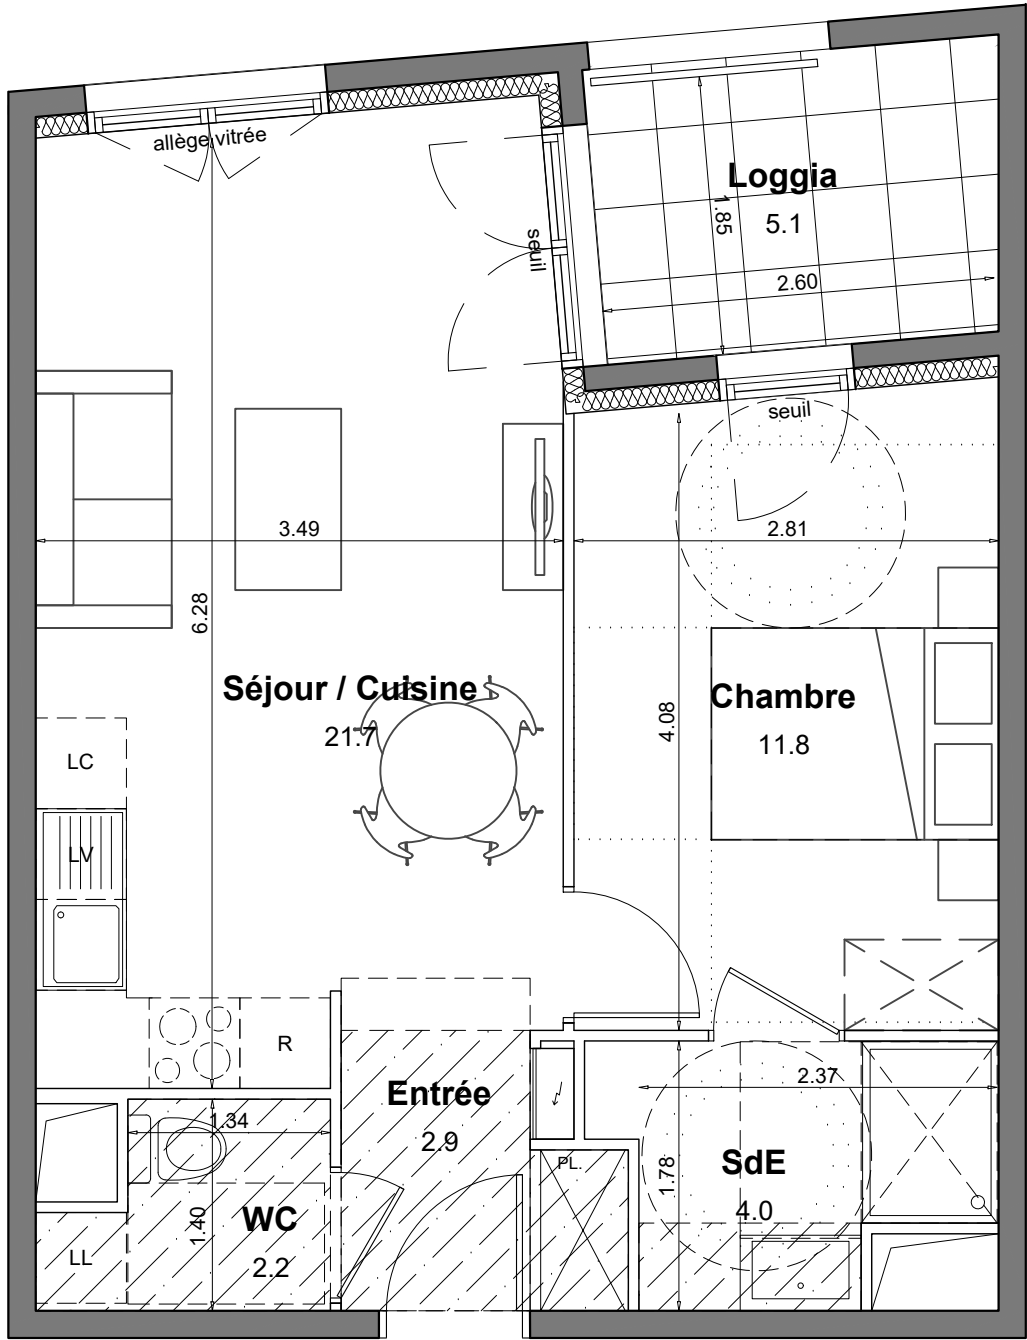 allège vitrée
Loggia
5.1
1.85
seuil
2.60
seuil
3.49
2.81
6.28
Séjour / Cuisine
21.7
Chambre
11.8
4.08
LC
LV
R
Entrée
2.9
2.37
1.34
PL.
SdE
4.0
1.78
WC
2.2
1.40
LL